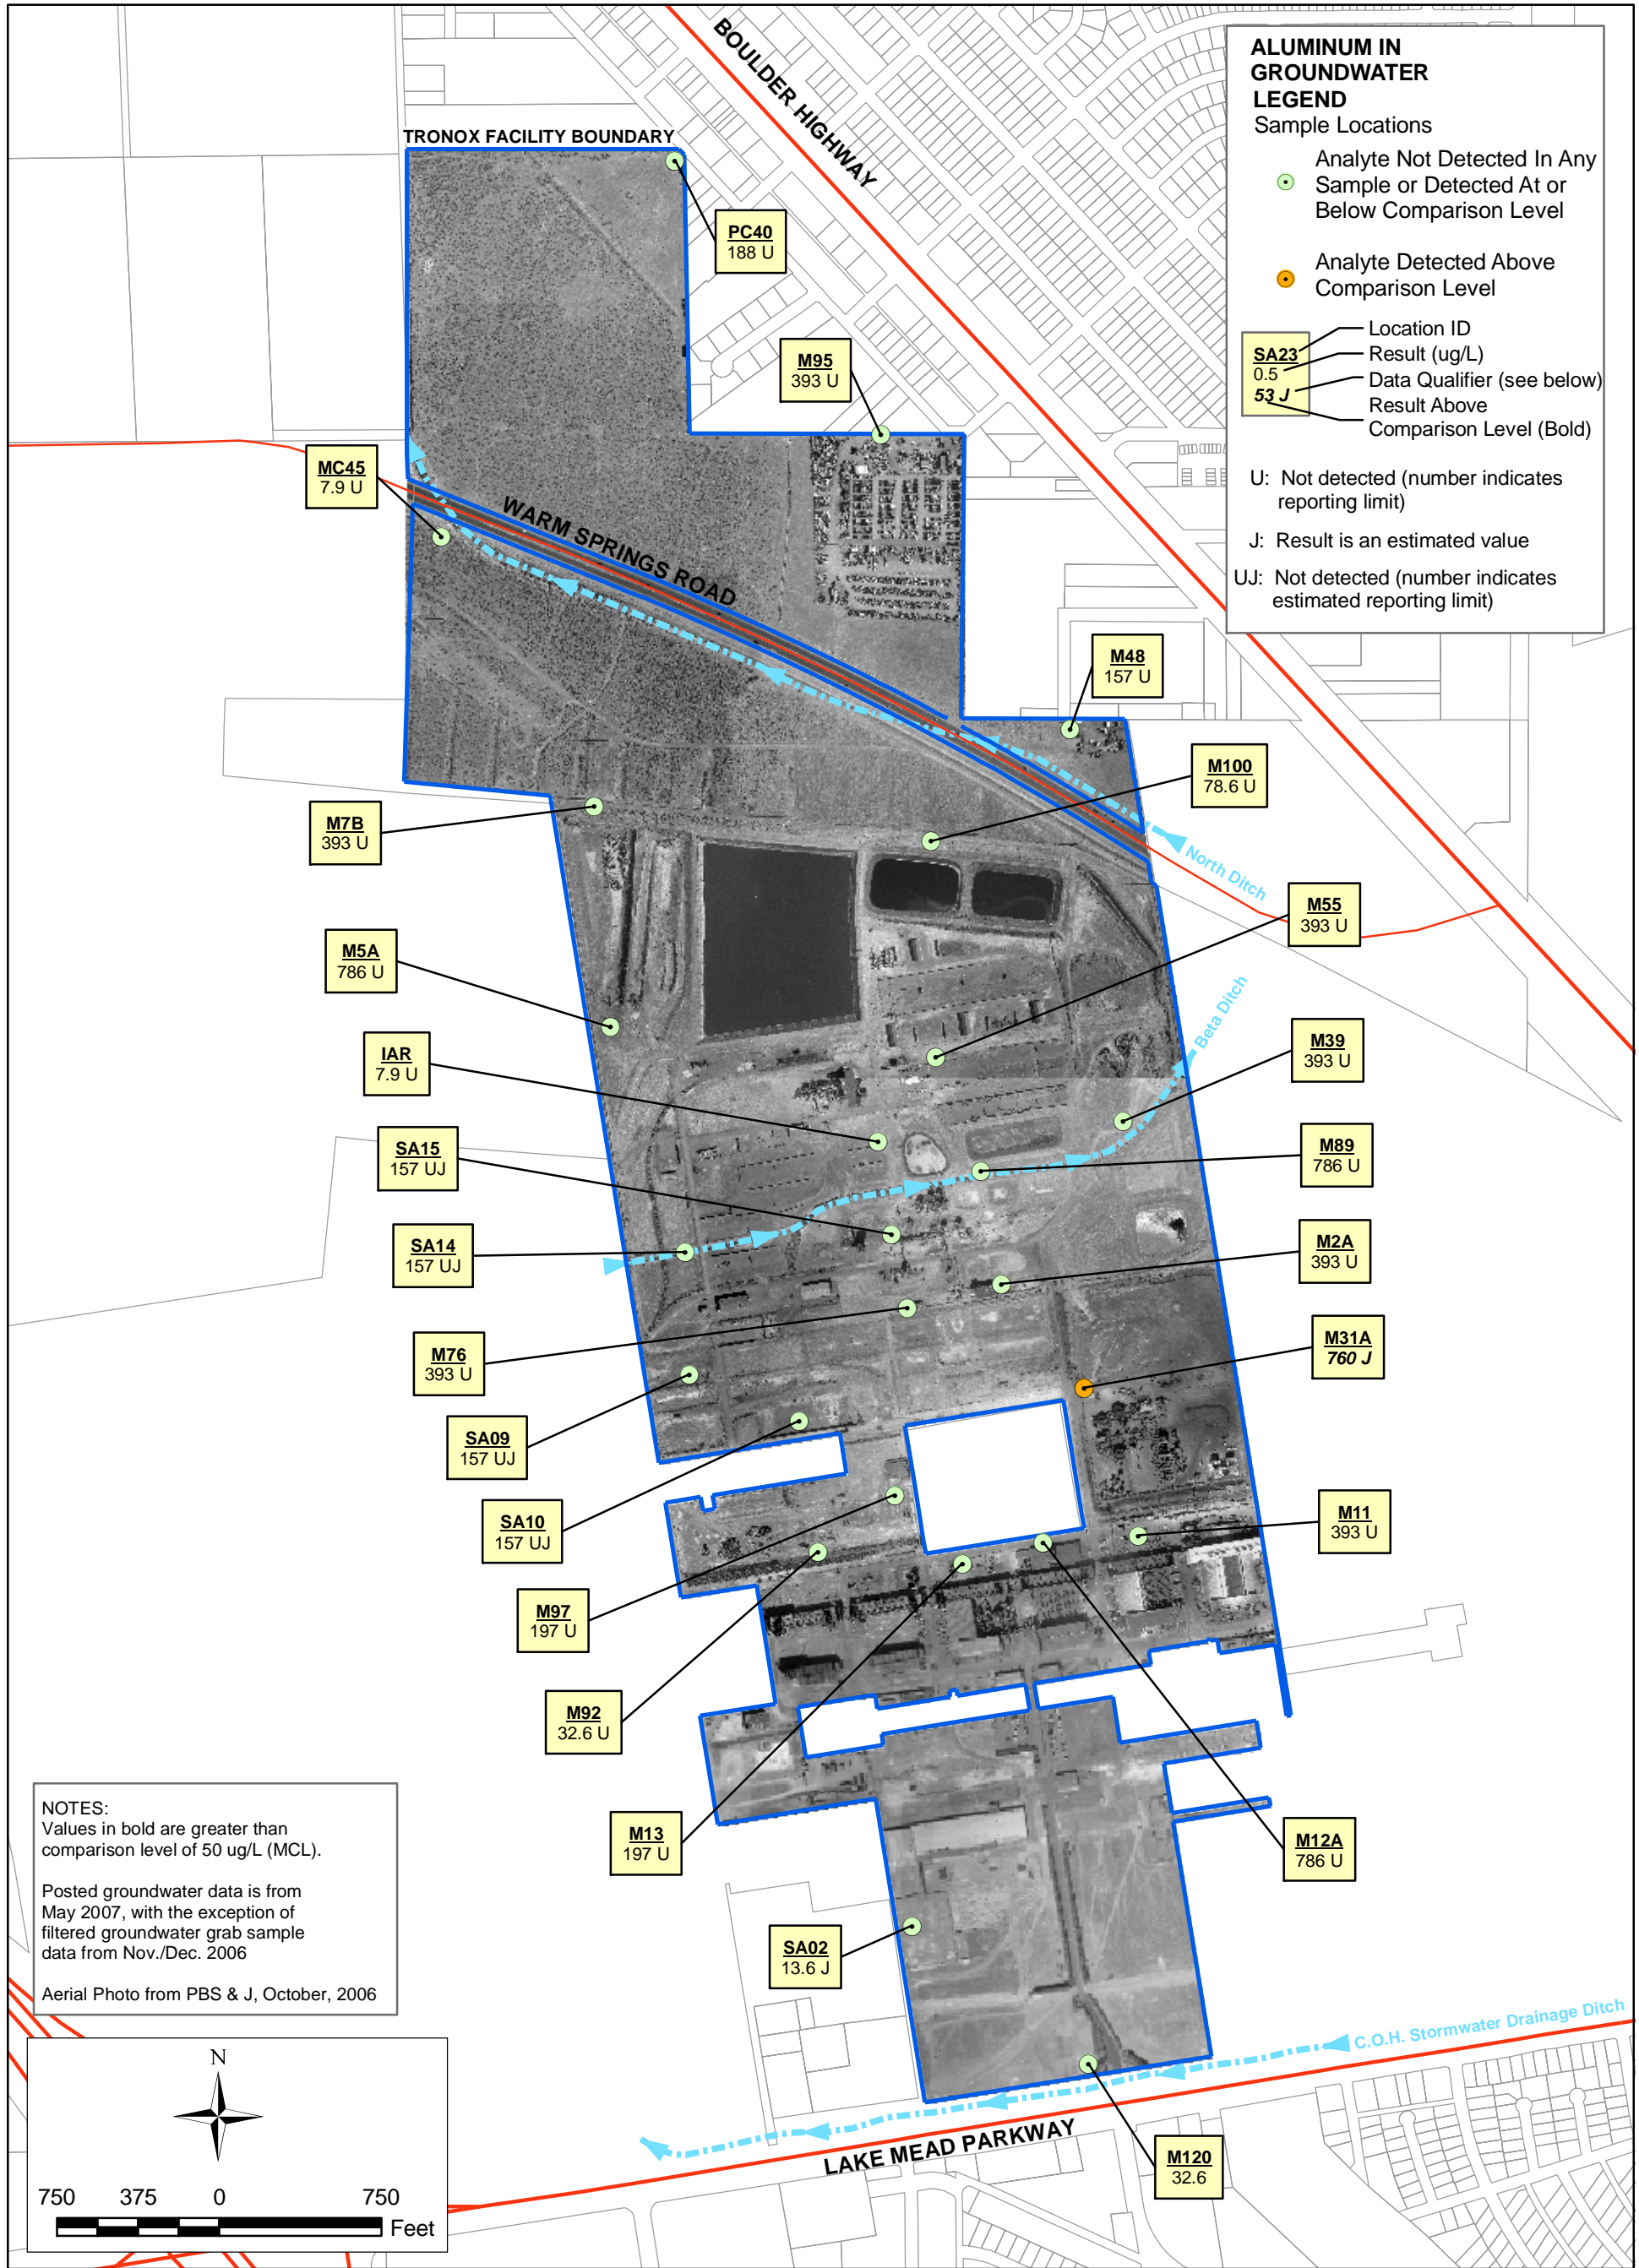 ALUMINUM IN
GROUNDWATER
LEGEND
Sample Locations
Analyte Not Detected In Any
Sample or Detected At or
Below Comparison Level
Analyte Detected Above
Comparison Level
SA23
0.5
53 J
Location ID
Result (ug/L)
Data Qualifier (see below)
Result Above
Comparison Level (Bold)
U: Not detected (number indicates
reporting limit)
J: Result is an estimated value
UJ: Not detected (number indicates
estimated reporting limit)
BOULDER HIGHWAY
TRONOX FACILITY BOUNDARY
PC40
188 U
M95
393 U
MC45
7.9 U
WARM SPRINGS ROAD
M48
157 U
M100
78.6 U
M7B
393 U
North Ditch
M55
393 U
M5A
786 U
Beta Ditch
IAR
7.9 U
M39
393 U
SA15
157 UJ
M89
786 U
SA14
157 UJ
M2A
393 U
M76
393 U
M31A
760 J
SA09
157 UJ
SA10
157 UJ
M11
393 U
M97
197 U
M92
32.6 U
M13
197 U
M12A
786 U
SA02
13.6 J
NOTES:
Values in bold are greater than
comparison level of 50 ug/L (MCL).
Posted groundwater data is from
May 2007, with the exception of
filtered groundwater grab sample
data from Nov./Dec. 2006
Aerial Photo from PBS & J, October, 2006
C.O.H. Stormwater Drainage Ditch
LAKE MEAD PARKWAY
M120
32.6
N
750 375 0 750
Feet